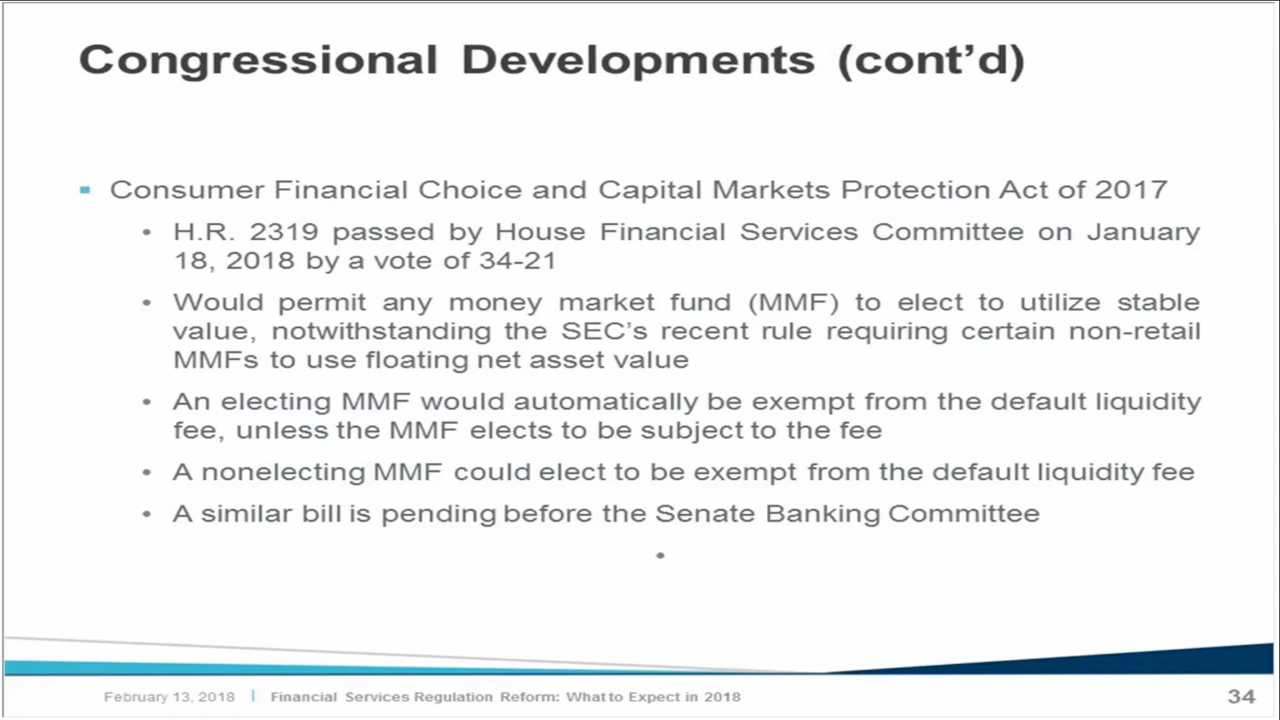 Congressional Developments (cont’d)
▪ Consumer Financial Choice and Capital Markets Protection Act of 2017
• H.R. 2319 passed by House Financial Services Committee on January
18, 2018 by a vote of 34-21
• Would permit any money market fund (MMF) to elect to utilize stable
value, notwithstanding the SEC’s recent rule requiring certain non-retail
MMFs to use floating net asset value
• An electing MMF would automatically be exempt from the default liquidity
fee, unless the MMF elects to be subject to the fee
• A nonelecting MMF could elect to be exempt from the default liquidity fee
• A similar bill is pending before the Senate Banking Committee
•
February 13, 2018 | Financial Services Regulation Reform: What to Expect in 2018 34